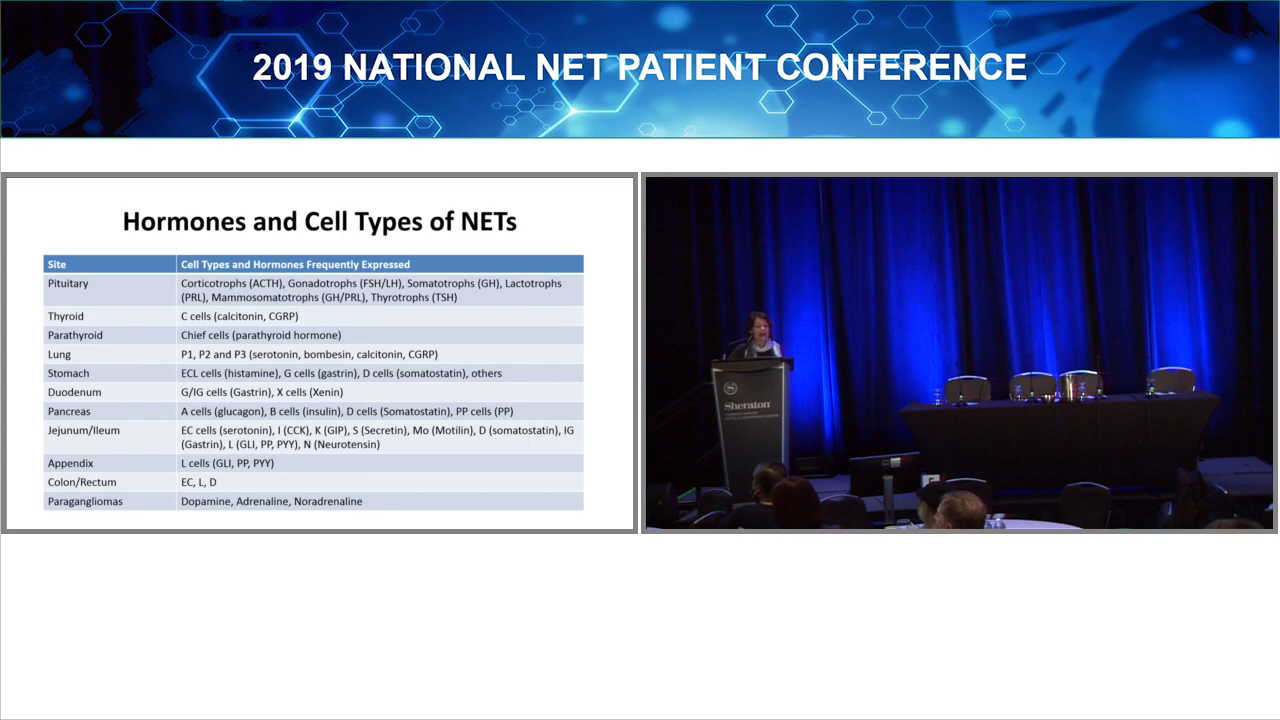 2019 NATIONAL NET PATIENT CONFERENCE
Hormones and Cell Types of NETs
Site Cell Types and Hormones Frequently Expressed
Pituitary Corticotrophs (ACTH), Gonadotrophs (FSH/LH), Somatotrophs (GH), Lactotrophs
(PRL), Mammosomatotrophs (GH/PRL), Thyrotrophs (TSH)
Thyroid C cells (calcitonin, CGRP)
Parathyroid Chief cells (parathyroid hormone)
Lung P1, P2 and P3 (serotonin, bombesin, calcitonin, CGRP)
Stomach ECL cells (histamine), G cells (gastrin), D cells (somatostatin), others
Duodenum G/IG cells (Gastrin), X cells (Xenin)
Pancreas A cells (glucagon), B cells (insulin), D cells (Somatostatin), PP cells (PP)
Jejunum/Ileum EC cells (serotonin), I (CCK), K (GIP), S (Secretin), Mo (Motilin), D (somatostatin), IG
(Gastrin), L (GLI, PP, PYY), N (Neurotensin)
Appendix L cells (GLI, PP, PYY)
Colon/Rectum EC, L, D
Paragangliomas Dopamine, Adrenaline, Noradrenaline
Sheraton